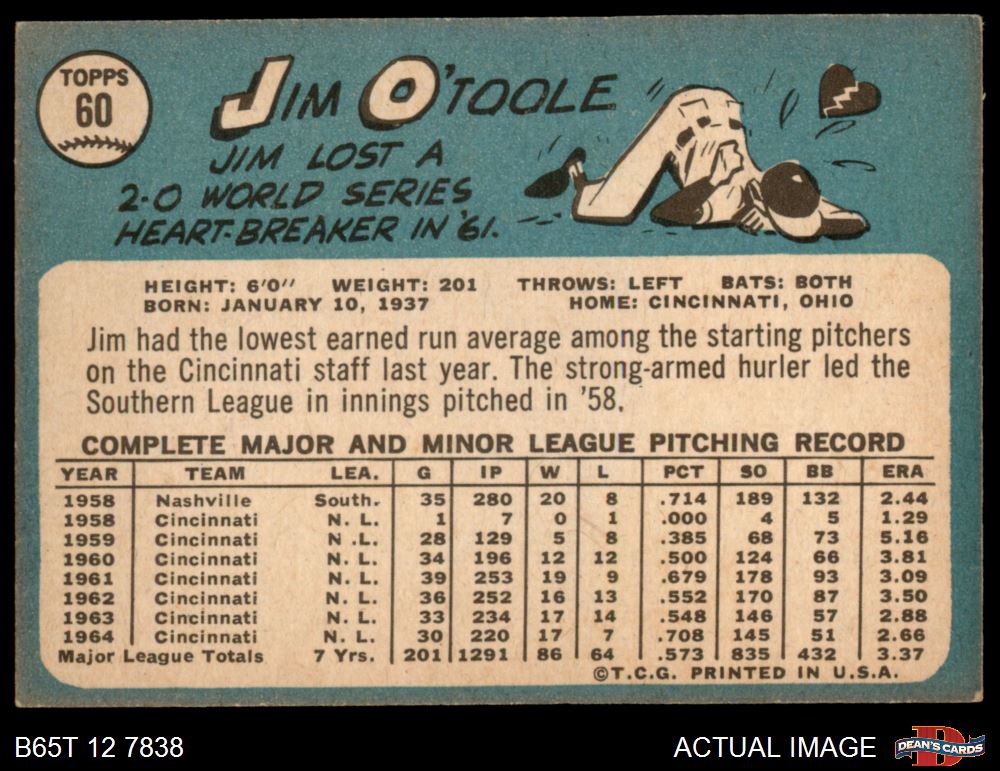 TOPPS
60
JIM O'TOOLE
JIM LOST A
2-0 WORLD SERIES
HEART-BREAKER IN '61.
HEIGHT: 6'0" WEIGHT: 201 THROWS: LEFT BATS: BOTH
BORN: JANUARY 10, 1937 HOME: CINCINNATI, OHIO
Jim had the lowest earned run average among the starting pitchers
on the Cincinnati staff last year. The strong-armed hurler led the
Southern League in innings pitched in '58.
COMPLETE MAJOR AND MINOR LEAGUE PITCHING RECORD
YEAR TEAM LEA. G IP W L PCT SO BB ERA
1958 Nashville South. 35 280 20 8 .714 189 132 2.44
1958 Cincinnati N. L. 1 7 0 1 .000 4 5 1.29
1959 Cincinnati N .L. 28 129 5 8 .385 68 73 5.16
1960 Cincinnati N. L. 34 196 12 12 .500 124 66 3.81
1961 Cincinnati N. L. 39 253 19 9 .679 178 93 3.09
1962 Cincinnati N. L. 36 252 16 13 .552 170 87 3.50
1963 Cincinnati N. L. 33 234 17 14 .548 146 57 2.88
1964 Cincinnati N. L. 30 220 17 7 .708 145 51 2.66
Major League Totals 7 Yrs. 201 1291 86 64 .573 835 432 3.37
©T.C.G. PRINTED IN U.S.A.
B65T 12 7838 ACTUAL IMAGE D DEAN'S CARDS